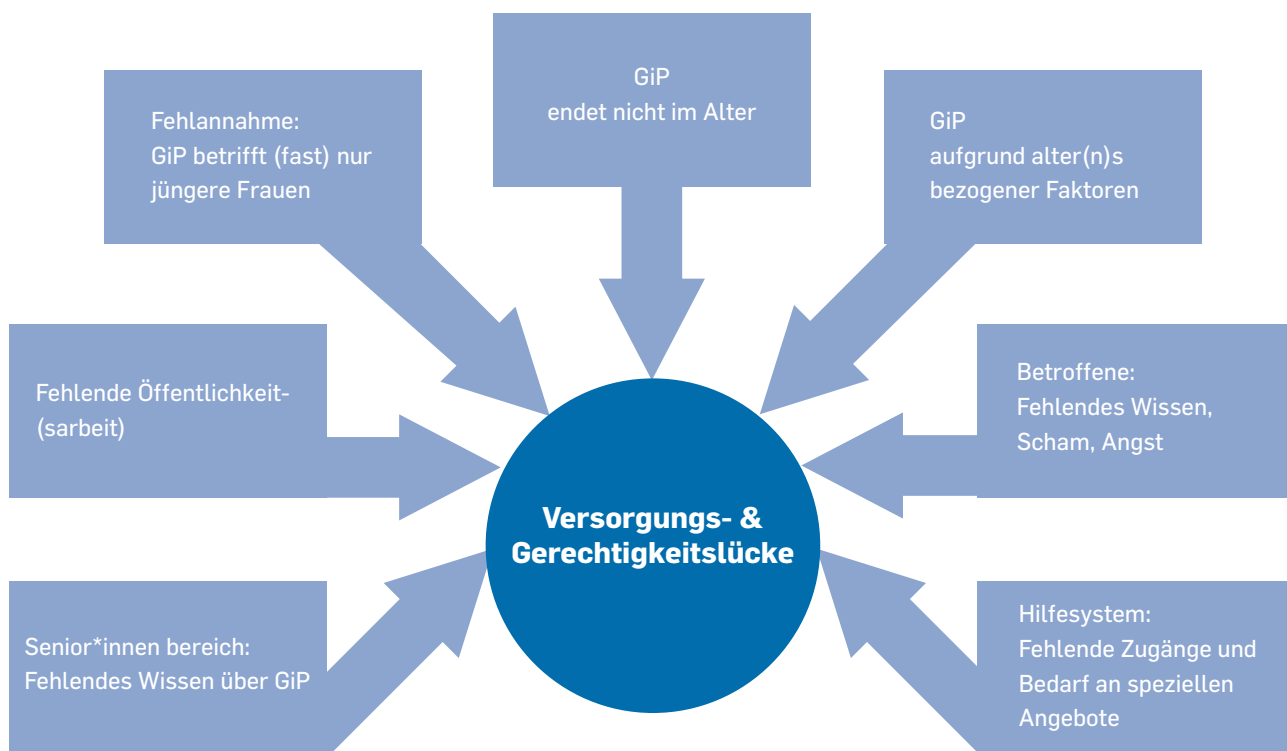 GiP
endet nicht im Alter
Fehlannahme:
GiP betrifft (fast) nur
jüngere Frauen
GiP
aufgrund alter(n)s
bezogener Faktoren
Fehlende Öffentlichkeit-
(sarbeit)
Betroffene:
Fehlendes Wissen,
Scham, Angst
Versorgungs- &
Gerechtigkeitslücke
Senior*innen bereich:
Fehlendes Wissen über GiP
Hilfesystem:
Fehlende Zugänge und
Bedarf an speziellen
Angebote